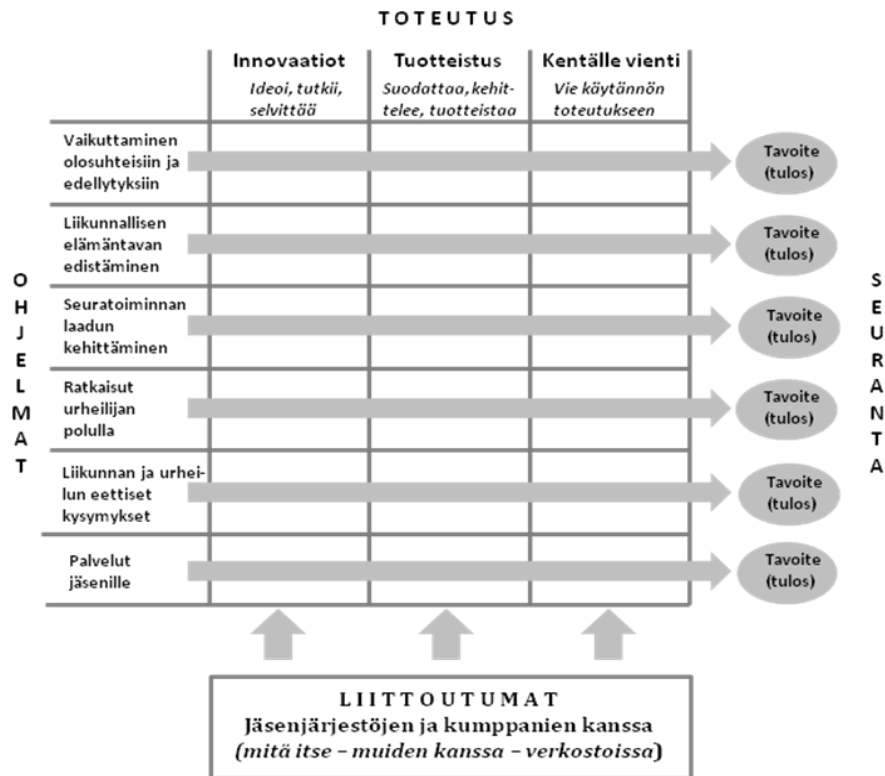 TOTEUTUS
Innovaatiot
Ideoi, tutkii,
selvittää
Tuotteistus
Suodattaa, kehit-
telee, tuotteistaa
Kentälle vienti
Vie käytännön
toteutukseen
OHJELMAT
Vaikuttaminen
olosuhteisiin ja
edellytyksiin
Tavoite
(tulos)
Liikunnallisen
elämäntavan
edistäminen
Tavoite
(tulos)
Seuratoiminnan
laadun
kehittäminen
Tavoite
(tulos)
Ratkaisut
urheilijan
polulla
Tavoite
(tulos)
Liikunnan ja urhei-
lun eettiset
kysymykset
Tavoite
(tulos)
Palvelut
jäsenille
Tavoite
(tulos)
SEURANTA
LIITTOUTUMAT
Jäsenjärjestöjen ja kumppanien kanssa
(mitä itse – muiden kanssa – verkostoissa)